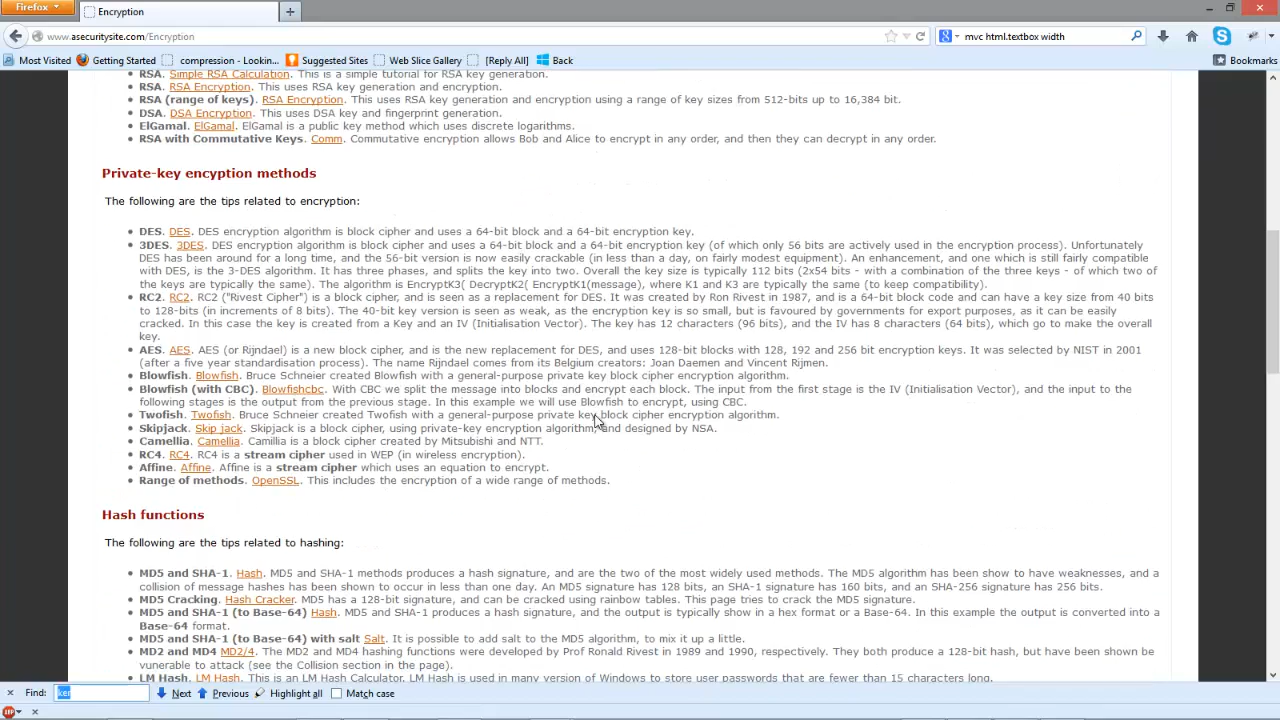 Firefox
Encryption
www.asecuritysite.com/Encryption
mvc html.textbox width
Most Visited
Getting Started
compression - Lookin...
Suggested Sites
Web Slice Gallery
[Reply All]
Back
Bookmarks
RSA. Simple RSA Calculation. This is a simple tutorial for RSA key generation.
RSA. RSA Encryption. This uses RSA key generation and encryption.
RSA (range of keys). RSA Encryption. This uses RSA key generation and encryption using a range of key sizes from 512-bits up to 16,384 bit.
DSA. DSA Encryption. This uses DSA key and fingerprint generation.
ElGamal. ElGamal. ElGamal is a public key method which uses discrete logarithms.
RSA with Commutative Keys. Comm. Commutative encryption allows Bob and Alice to encrypt in any order, and then they can decrypt in any order.
Private-key encyption methods
The following are the tips related to encryption:
DES. DES. DES encryption algorithm is block cipher and uses a 64-bit block and a 64-bit encryption key.
3DES. 3DES. DES encryption algorithm is block cipher and uses a 64-bit block and a 64-bit encryption key (of which only 56 bits are actively used in the encryption process). Unfortunately
DES has been around for a long time, and the 56-bit version is now easily crackable (in less than a day, on fairly modest equipment). An enhancement, and one which is still fairly compatible
with DES, is the 3-DES algorithm. It has three phases, and splits the key into two. Overall the key size is typically 112 bits (2x54 bits - with a combination of the three keys - of which two of
the keys are typically the same). The algorithm is EncryptK3( DecryptK2( EncryptK1(message), where K1 and K3 are typically the same (to keep compatibility).
RC2. RC2. RC2 ("Rivest Cipher") is a block cipher, and is seen as a replacement for DES. It was created by Ron Rivest in 1987, and is a 64-bit block code and can have a key size from 40 bits
to 128-bits (in increments of 8 bits). The 40-bit key version is seen as weak, as the encryption key is so small, but is favoured by governments for export purposes, as it can be easily
cracked. In this case the key is created from a Key and an IV (Initialisation Vector). The key has 12 characters (96 bits), and the IV has 8 characters (64 bits), which go to make the overall
key.
AES. AES. AES (or Rijndael) is a new block cipher, and is the new replacement for DES, and uses 128-bit blocks with 128, 192 and 256 bit encryption keys. It was selected by NIST in 2001
(after a five year standardisation process). The name Rijndael comes from its Belgium creators: Joan Daemen and Vincent Rijmen.
Blowfish. Blowfish. Bruce Schneier created Blowfish with a general-purpose private key block cipher encryption algorithm.
Blowfish (with CBC). Blowfishcbc. With CBC we split the message into blocks and encrypt each block. The input from the first stage is the IV (Initialisation Vector), and the input to the
following stages is the output from the previous stage. In this example we will use Blowfish to encrypt, using CBC.
Twofish. Twofish. Bruce Schneier created Twofish with a general-purpose private key block cipher encryption algorithm.
Skipjack. Skip jack. Skipjack is a block cipher, using private-key encryption algorithm, and designed by NSA.
Camellia. Camellia. Camillia is a block cipher created by Mitsubishi and NTT.
RC4. RC4. RC4 is a stream cipher used in WEP (in wireless encryption).
Affine. Affine. Affine is a stream cipher which uses an equation to encrypt.
Range of methods. OpenSSL. This includes the encryption of a wide range of methods.
Hash functions
The following are the tips related to hashing:
MD5 and SHA-1. Hash. MD5 and SHA-1 methods produces a hash signature, and are the two of the most widely used methods. The MD5 algorithm has been show to have weaknesses, and a
collision of message hashes has been shown to occur in less than one day. An MD5 signature has 128 bits, an SHA-1 signature has 160 bits, and an SHA-256 signature has 256 bits.
MD5 Cracking. Hash Cracker. MD5 has a 128-bit signature, and can be cracked using rainbow tables. This page tries to crack the MD5 signature.
MD5 and SHA-1 (to Base-64) Hash. MD5 and SHA-1 produces a hash signature, and the output is typically show in a hex format or a Base-64. In this example the output is converted into a
Base-64 format.
MD5 and SHA-1 (to Base-64) with salt Salt. It is possible to add salt to the MD5 algorithm, to mix it up a little.
MD2 and MD4 MD2/4. The MD2 and MD4 hashing functions were developed by Prof Ronald Rivest in 1989 and 1990, respectively. They both produce a 128-bit hash, but have been shown be
vunerable to attack (see the Collision section in the page).
LM Hash. LM Hash. This is an LM Hash Calculator. LM Hash is used in many version of Windows to store user passwords that are fewer than 15 characters long.
Find: ker
Next
Previous
Highlight all
Match case